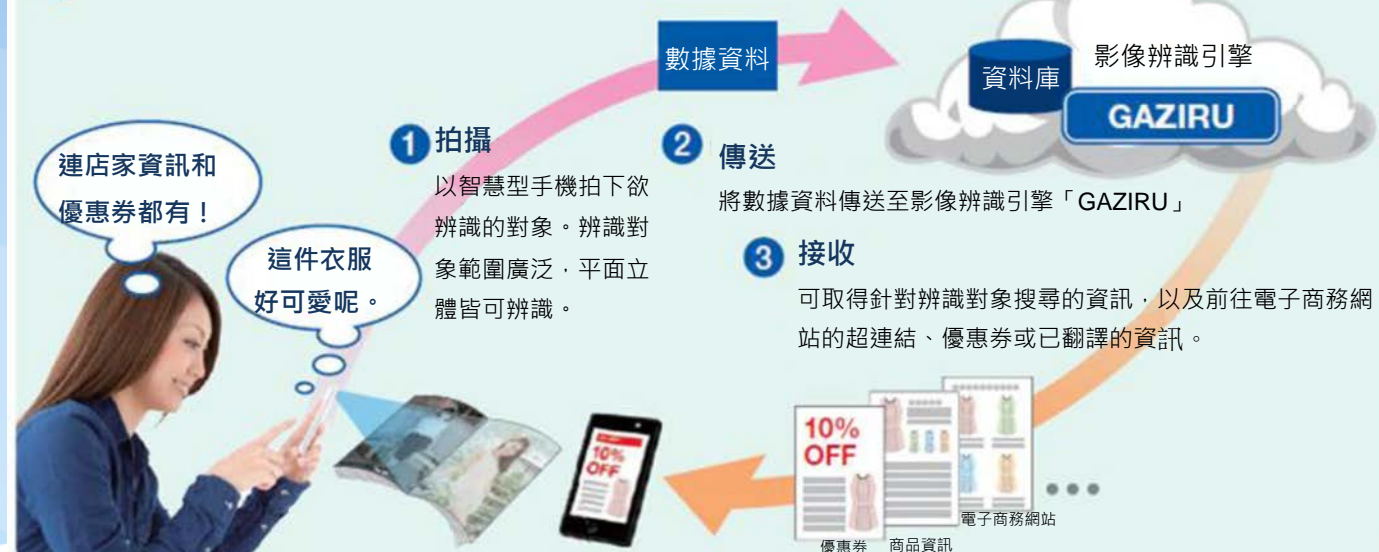 數據資料
資料庫
影像辨識引擎
GAZIRU
連店家資訊和
優惠券都有！
這件衣服
好可愛呢。
1 拍攝
以智慧型手機拍下欲
辨識的對象。辨識對
象範圍廣泛，平面立
體皆可辨識。
2 傳送
將數據資料傳送至影像辨識引擎「GAZIRU」
3 接收
可取得針對辨識對象搜尋的資訊，以及前往電子商務網
站的超連結、優惠券或已翻譯的資訊。
10%
OFF
10%
OFF
電子商務網站
優惠券
商品資訊